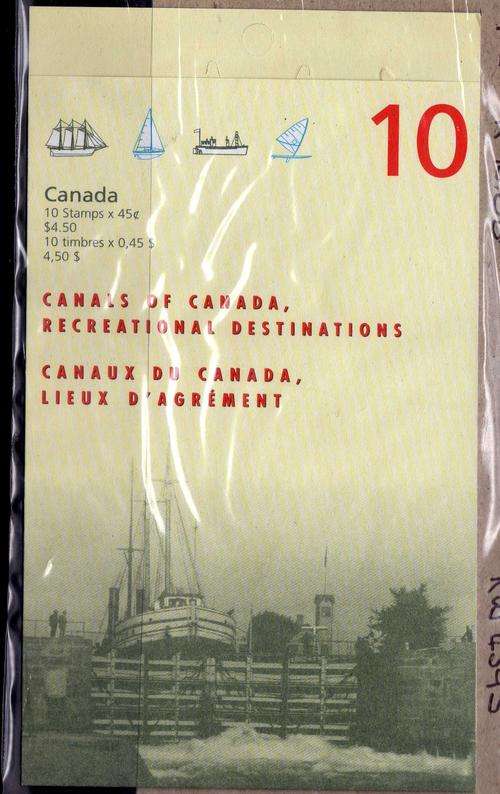 10
Canada
10 Stamps x 45¢
$4.50
10 timbres x 0,45 $
4,50 $
CANALS OF CANADA,
RECREATIONAL DESTINATIONS
CANAUX DU CANADA,
LIEUX D'AGRÉMENT